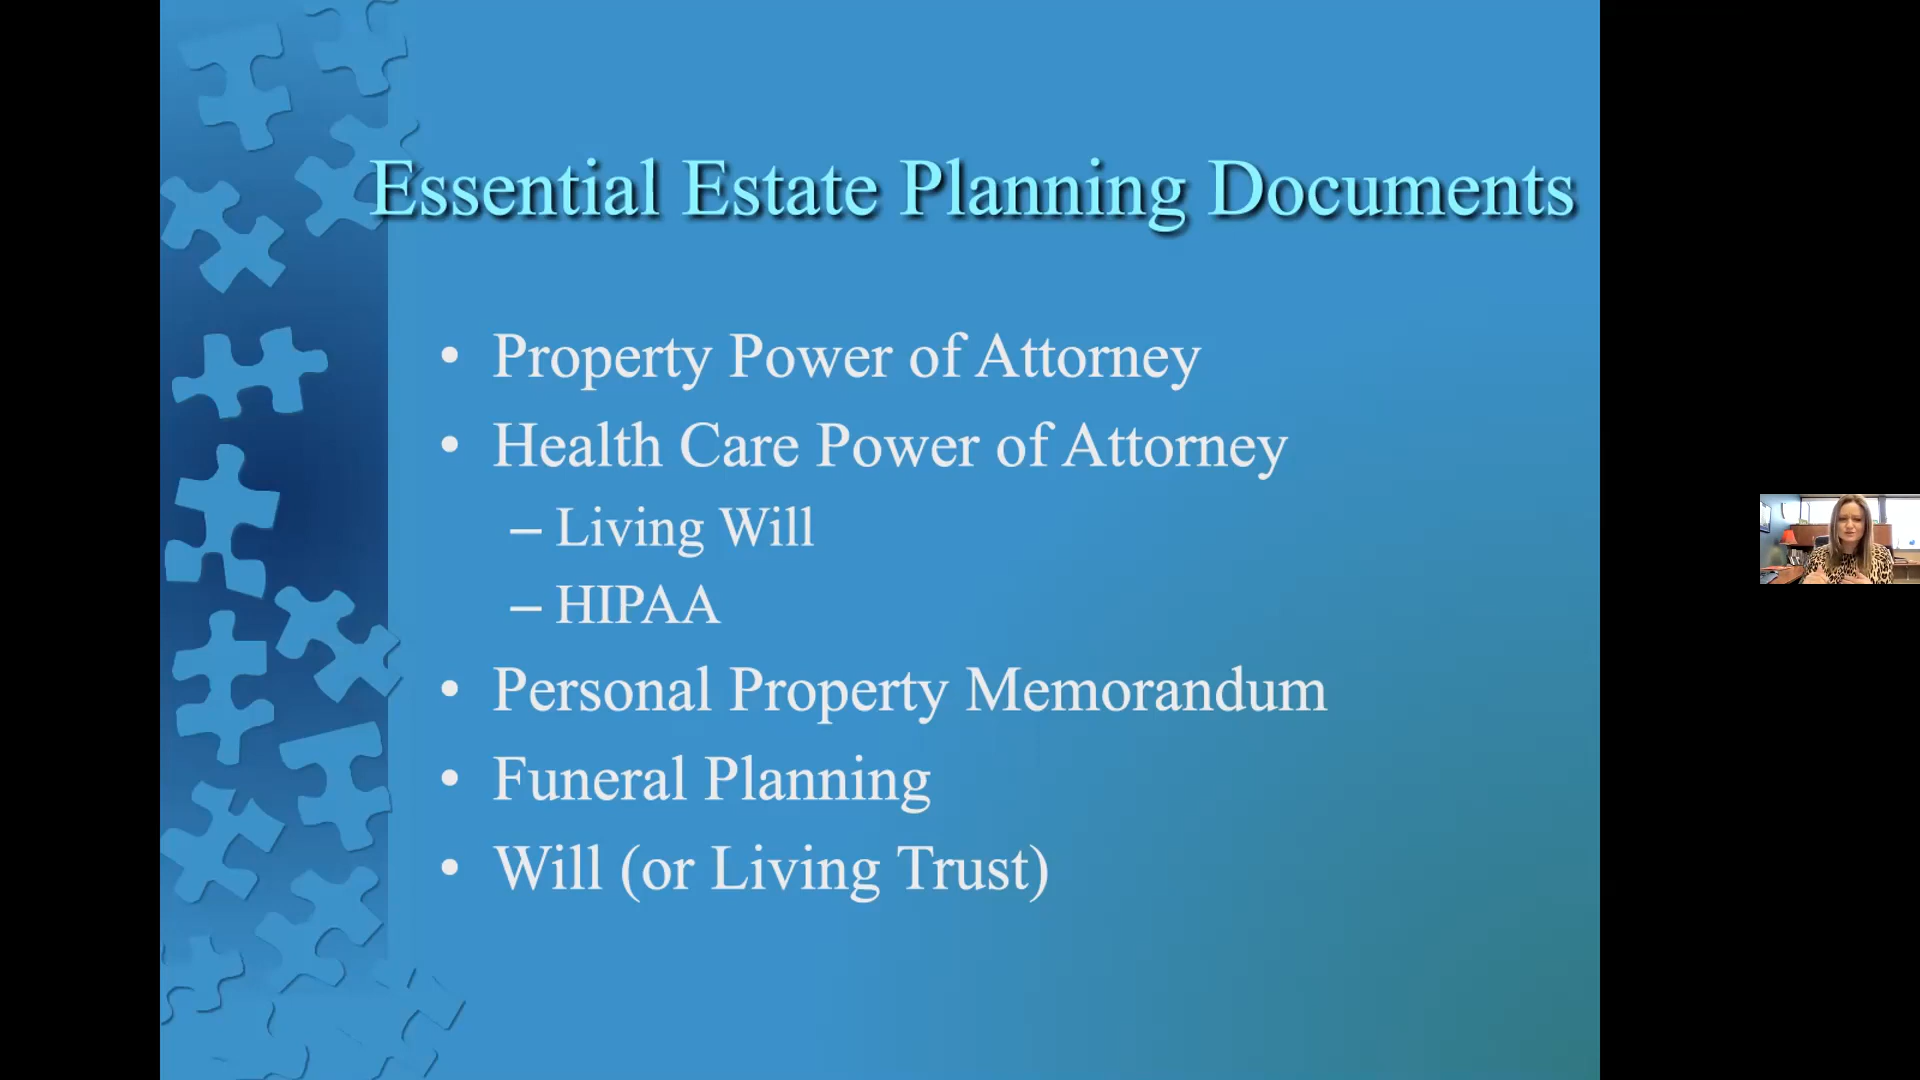 Essential Estate Planning Documents
• Property Power of Attorney
• Health Care Power of Attorney
– Living Will
– HIPAA
• Personal Property Memorandum
• Funeral Planning
• Will (or Living Trust)